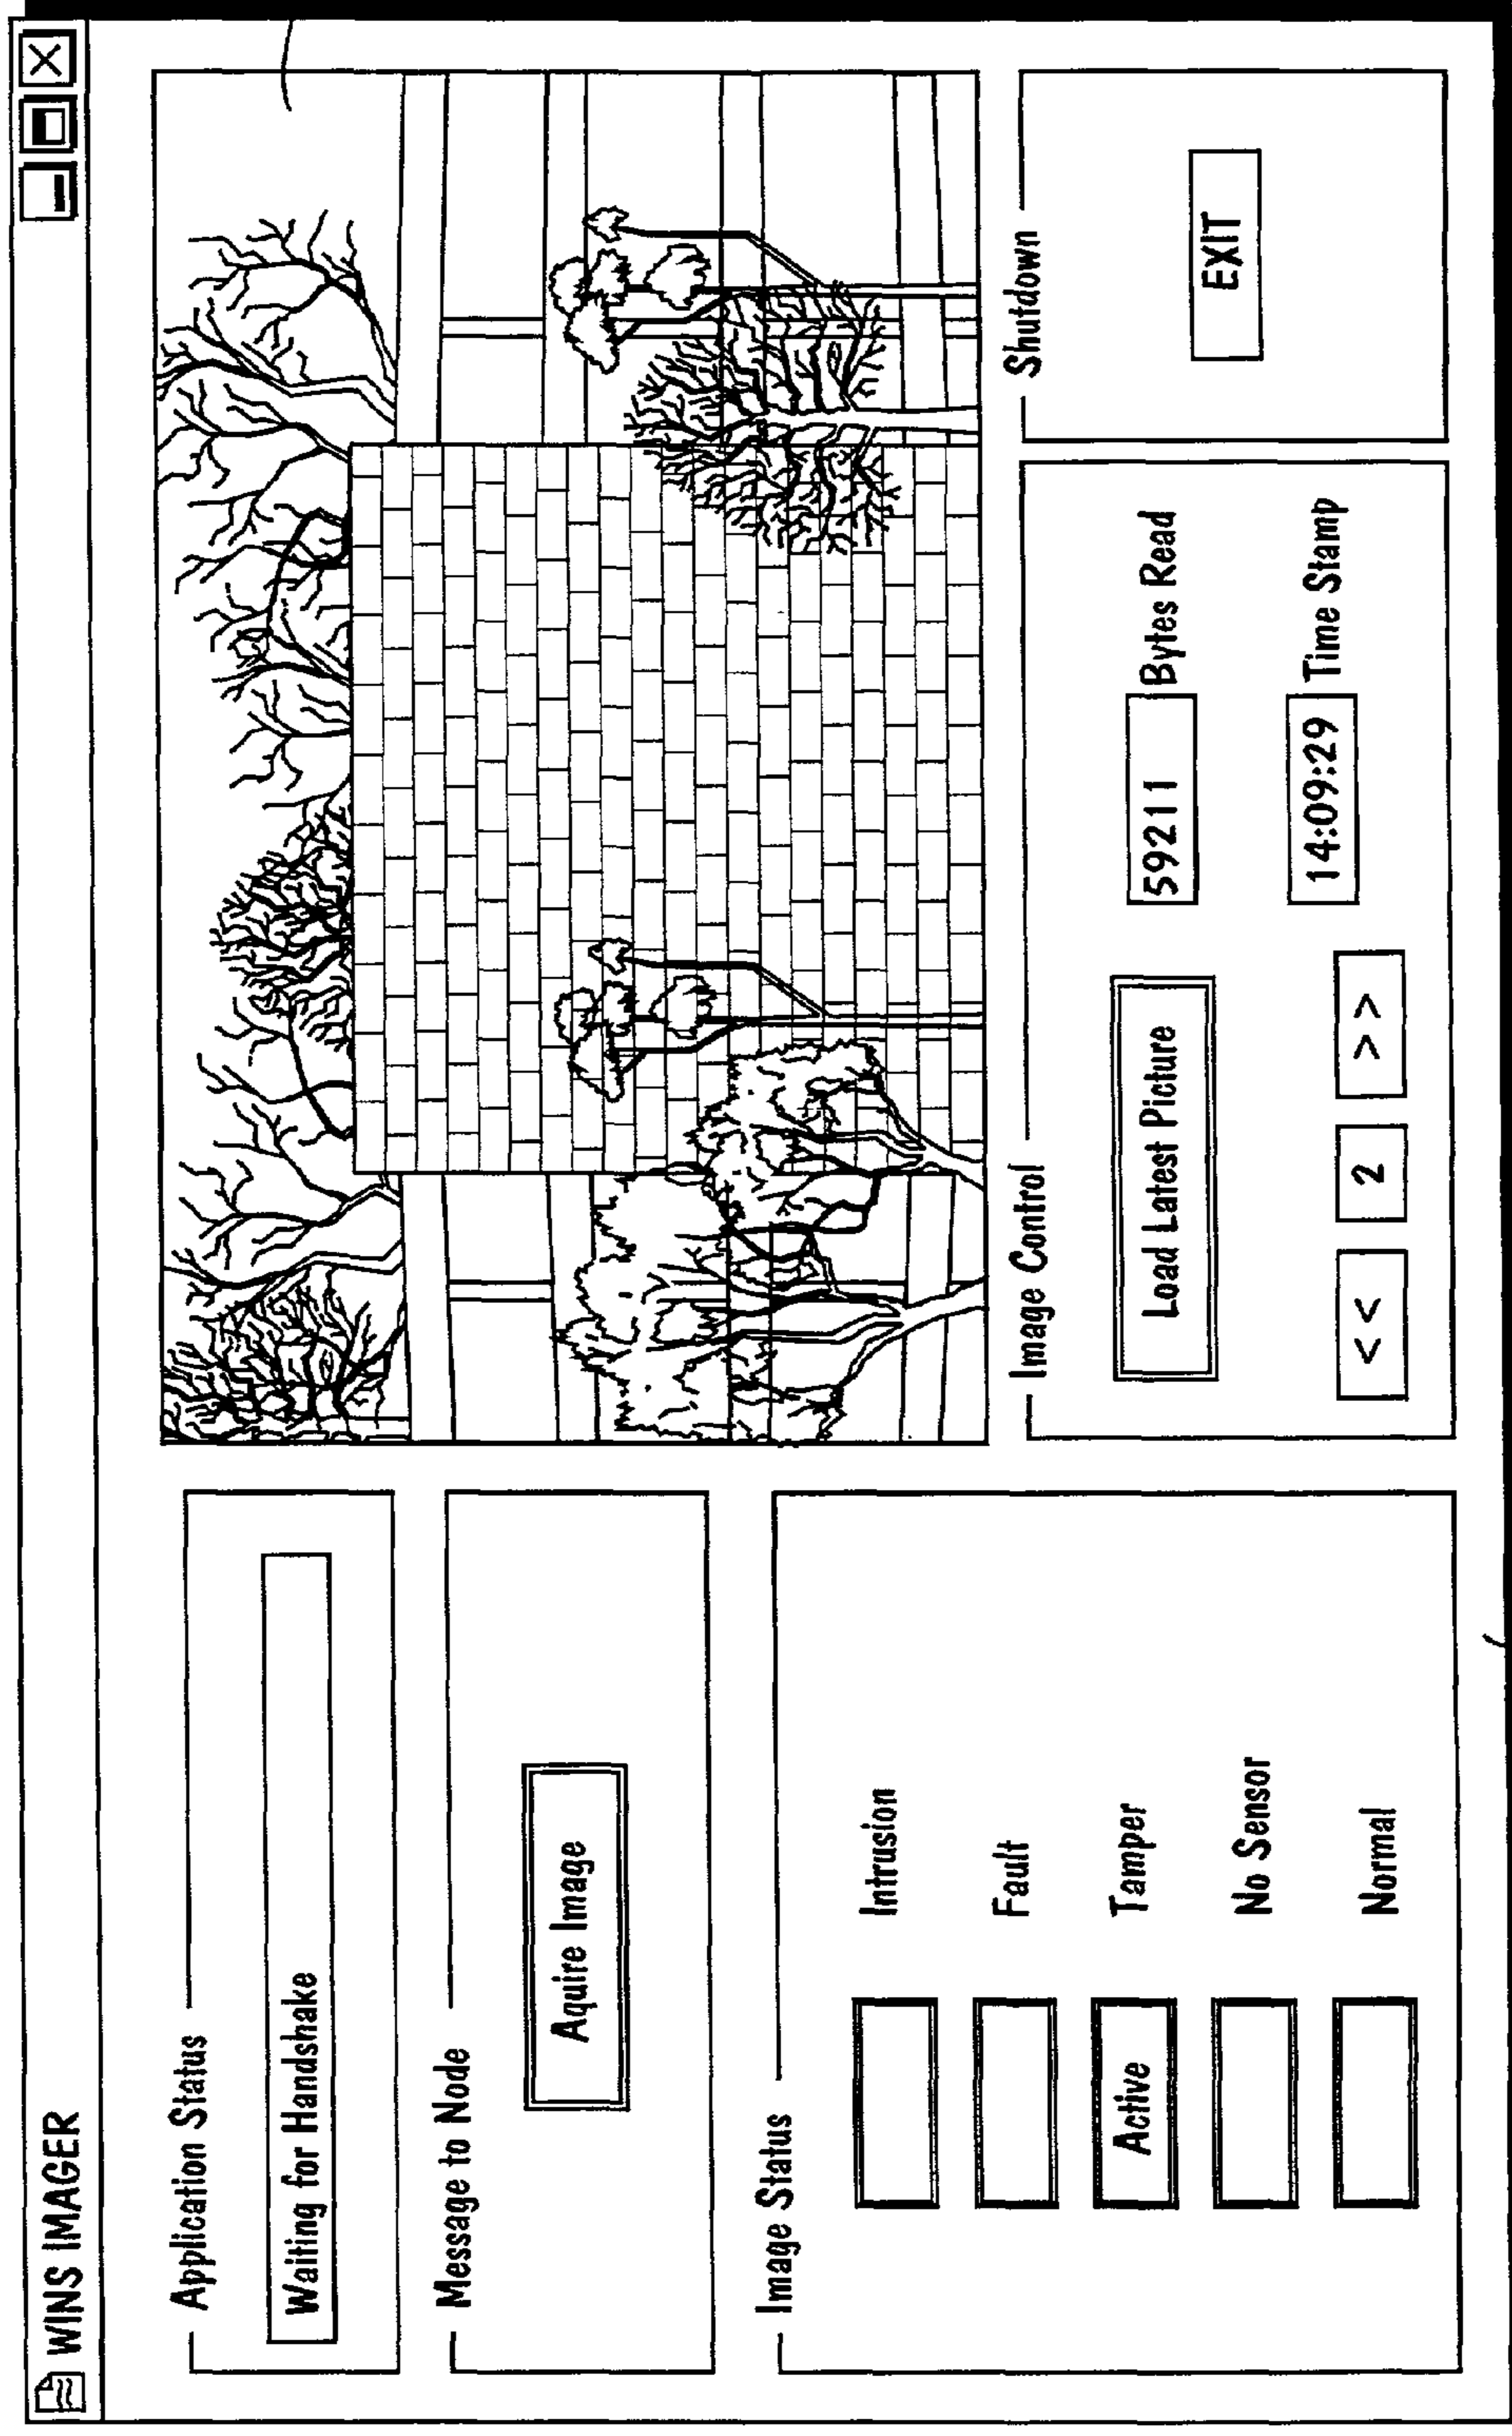 WINS IMAGER
Application Status
Waiting for Handshake
Message to Node
Aquire Image
Image Status
Intrusion
Fault
Active Tamper
No Sensor
Normal
Image Control
Load Latest Picture
59211 Bytes Read
<< 2 >>
14:09:29 Time Stamp
Shutdown
EXIT